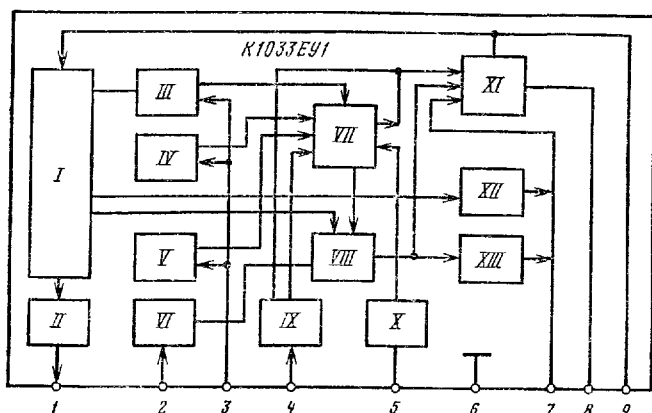 К1033ЕУ1
I
II
III
IV
V
VI
VII
VIII
IX
X
XI
XII
XIII
1 2 3 4 5 6 7 8 9